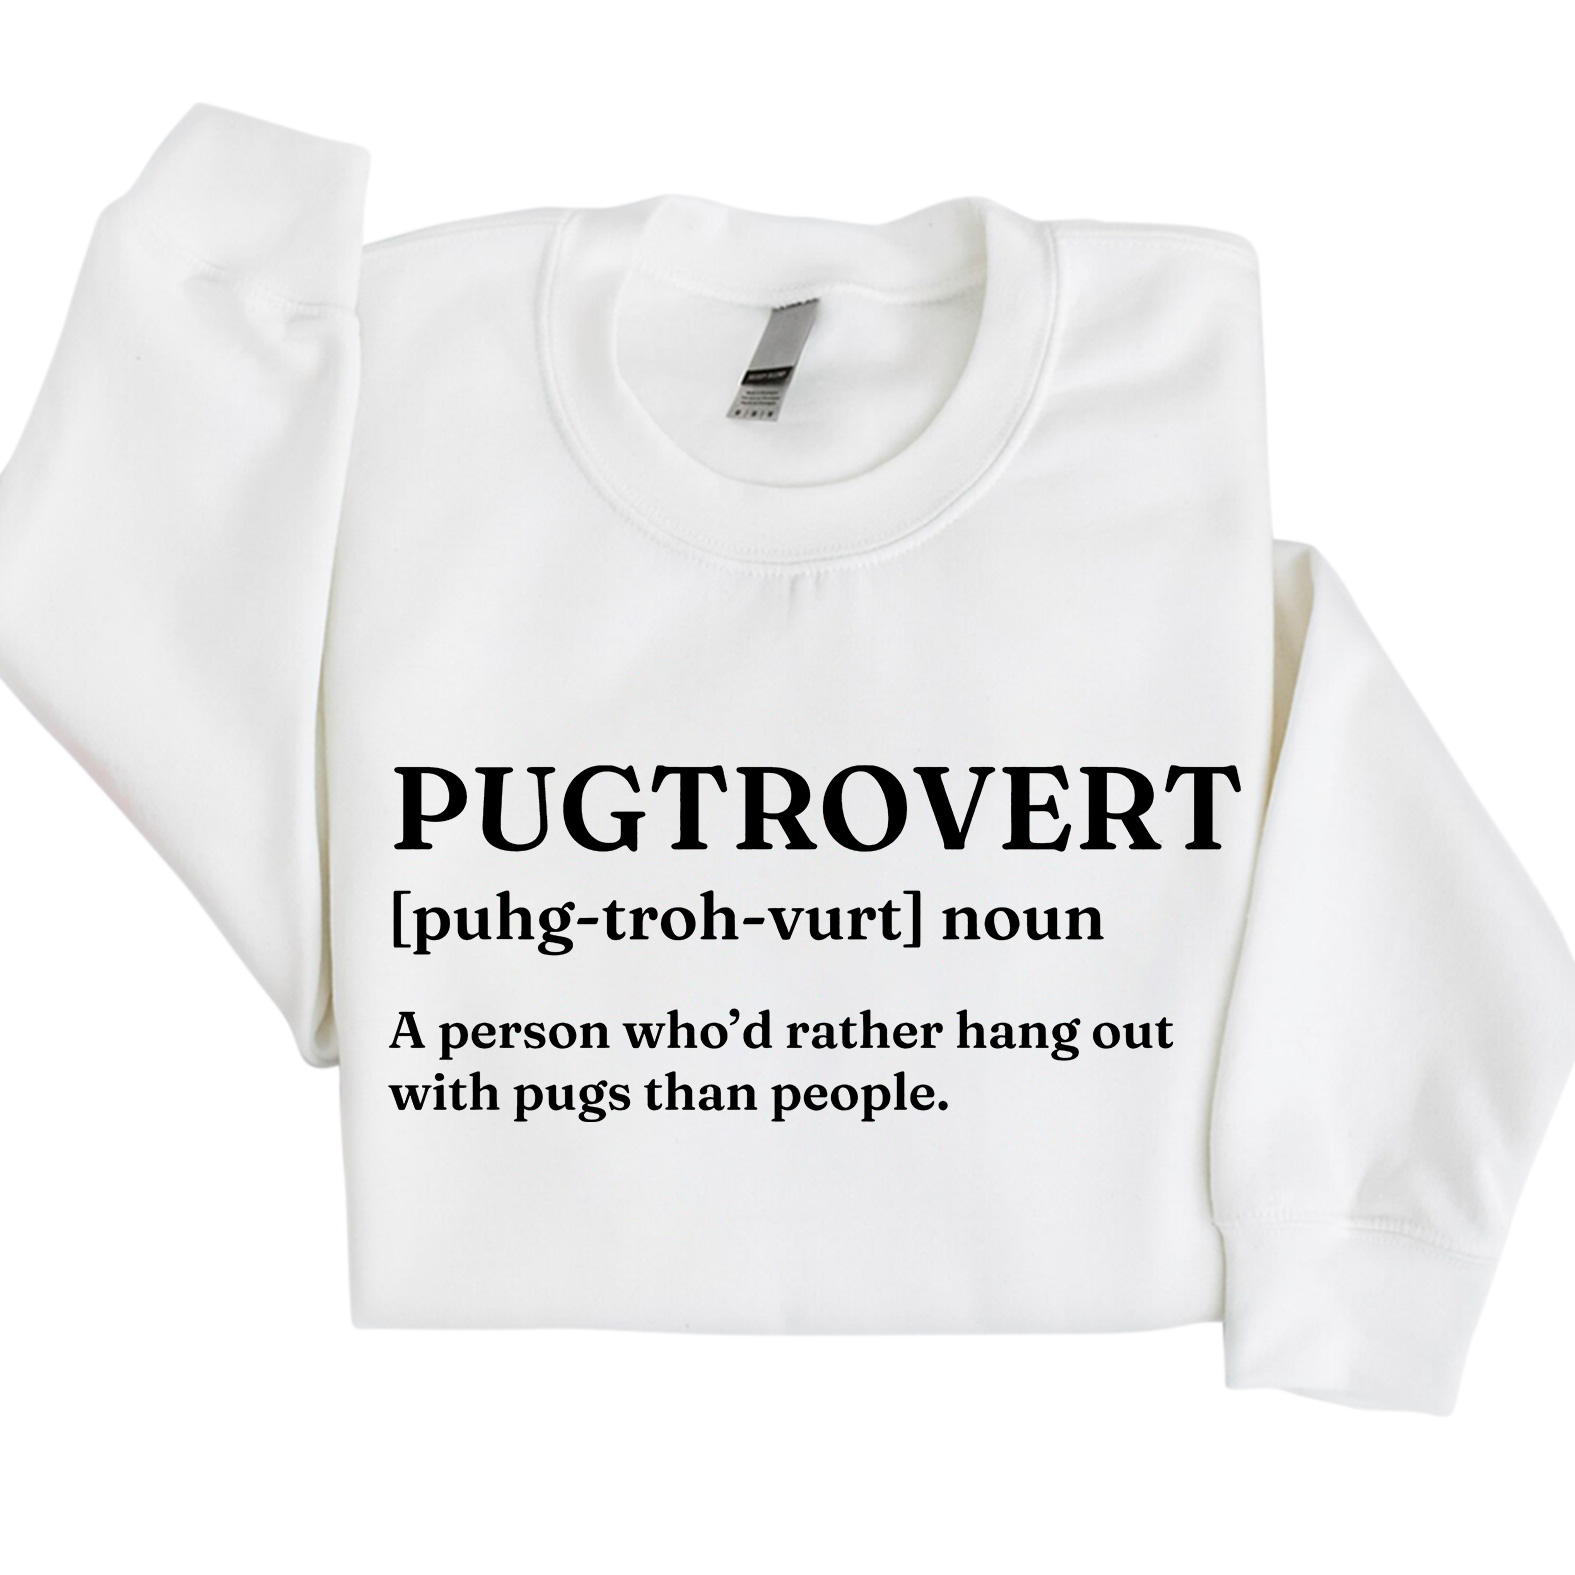 PUGTROVERT
[puhg-troh-vurt] noun
A person who’d rather hang out
with pugs than people.